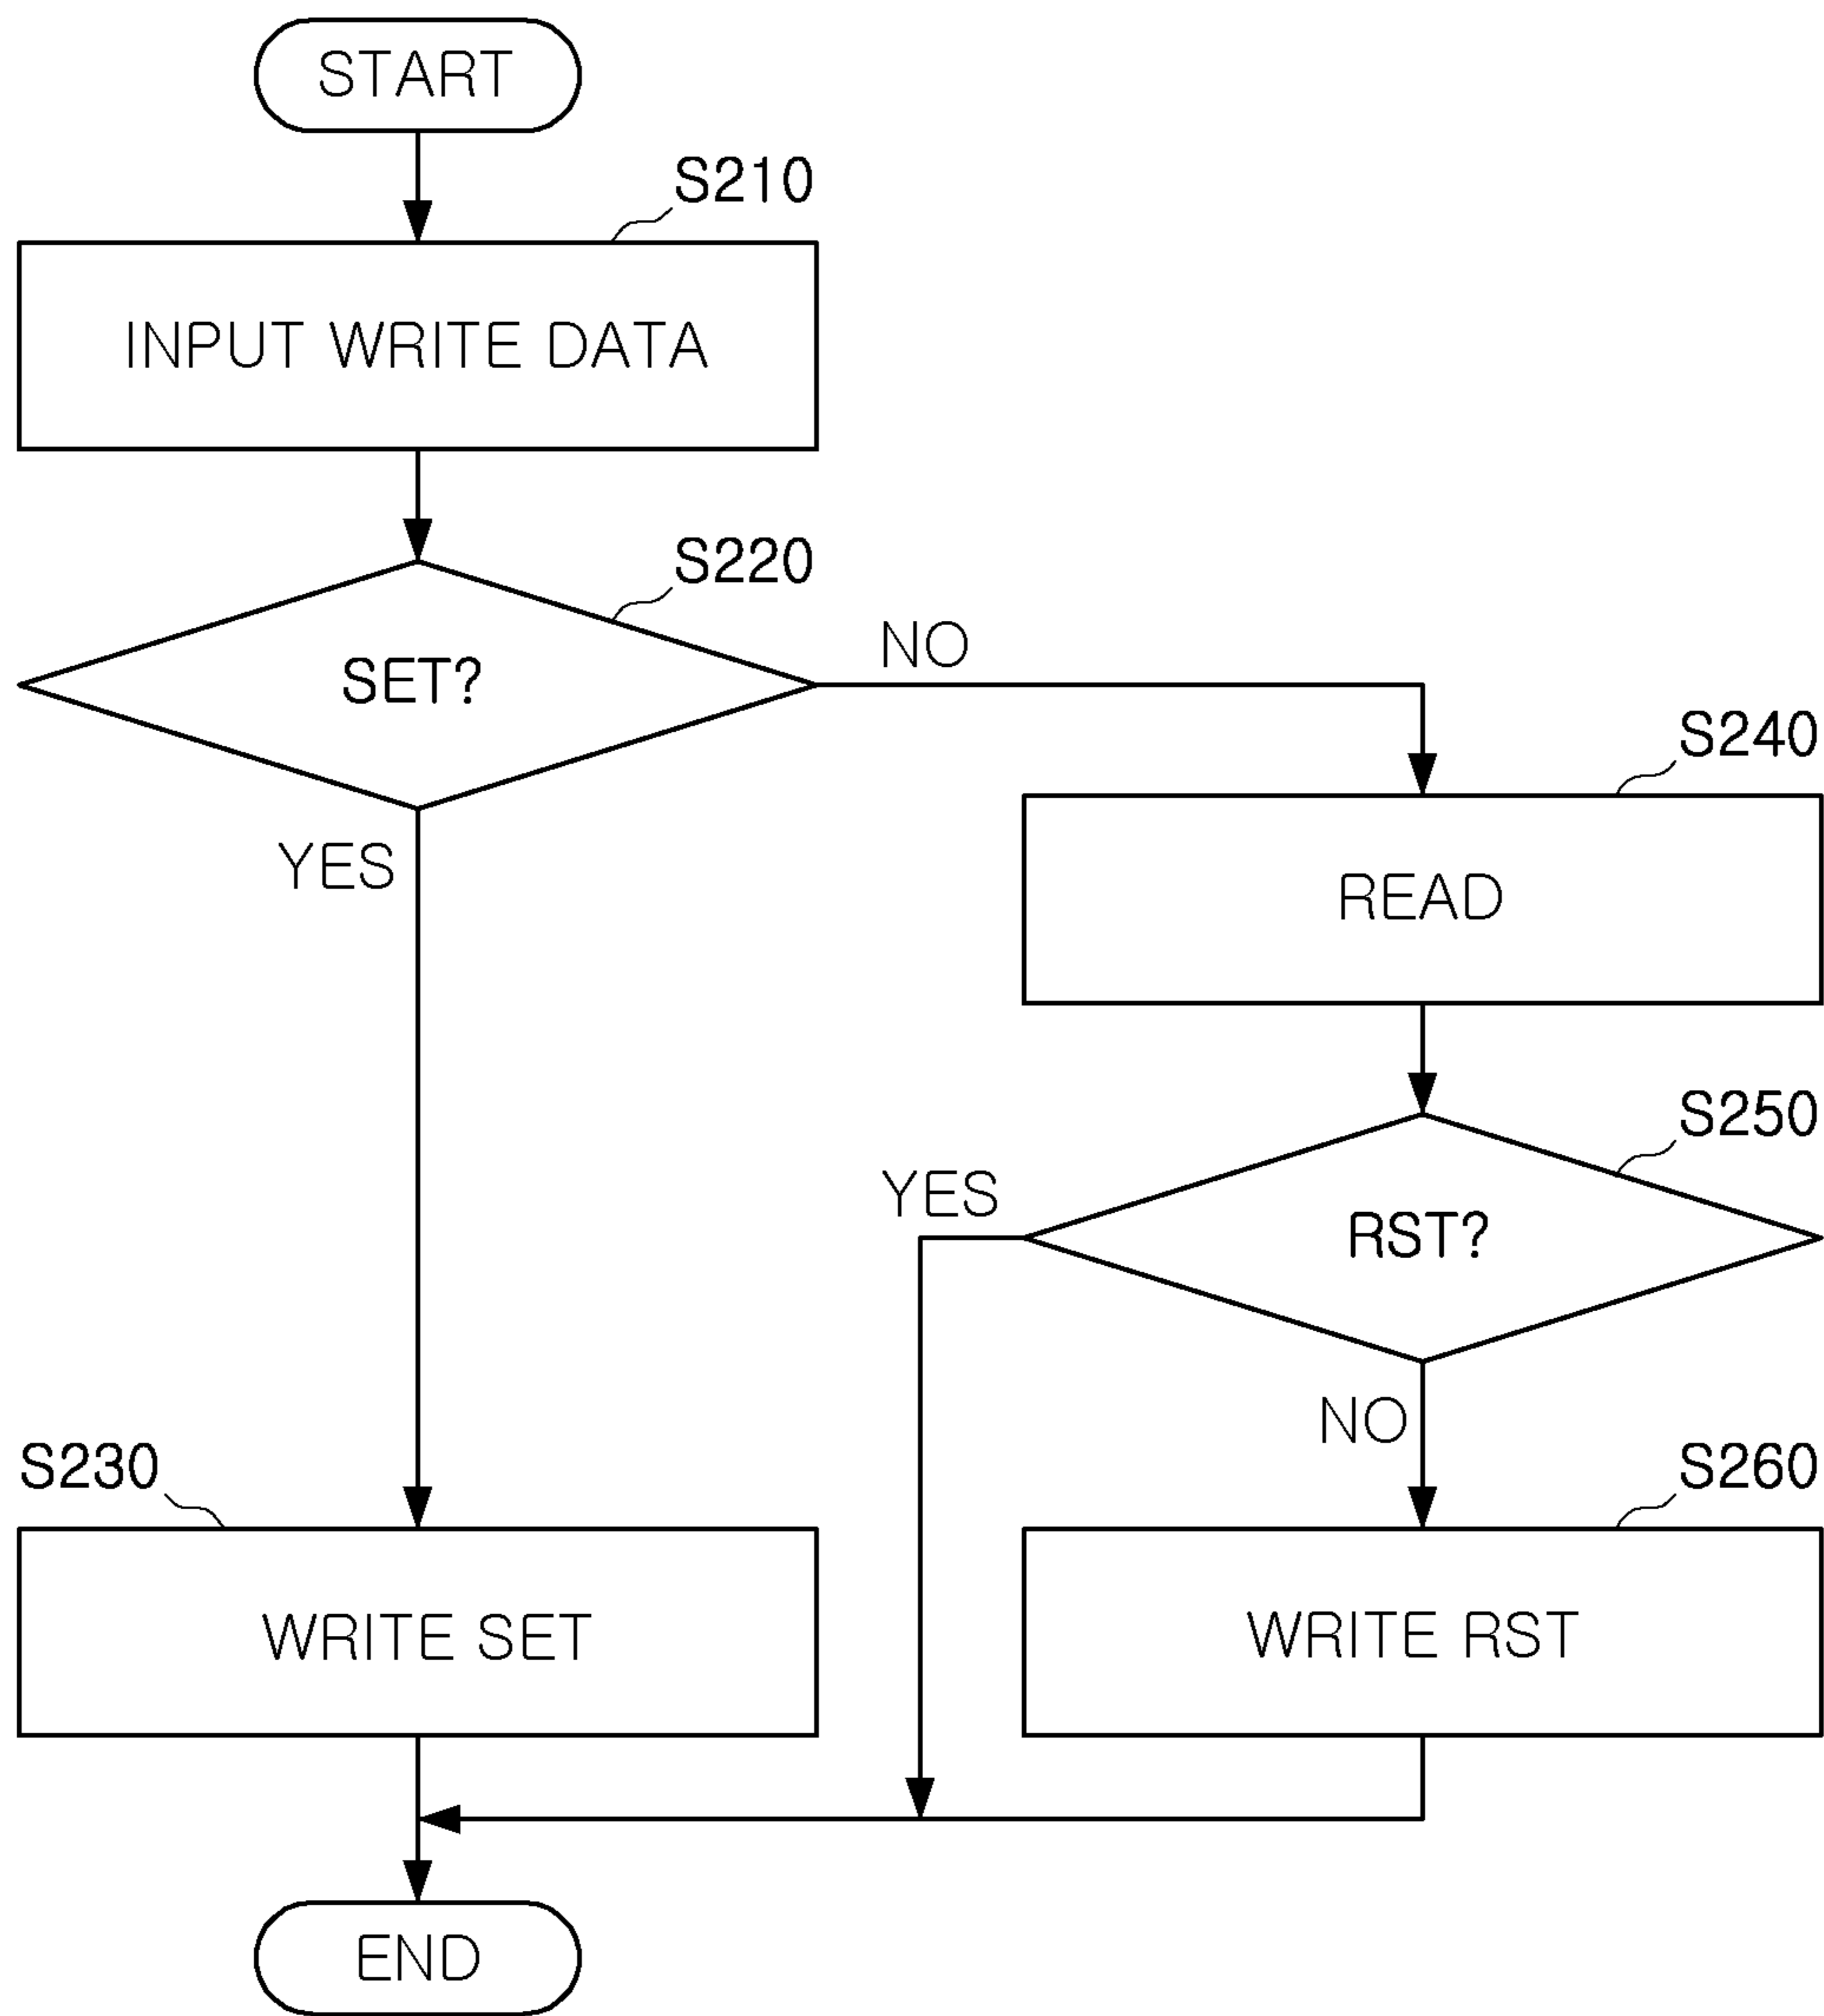 START
S210
INPUT WRITE DATA
S220
SET?
NO
YES
S240
READ
S250
RST?
YES
NO
S230
WRITE SET
S260
WRITE RST
END